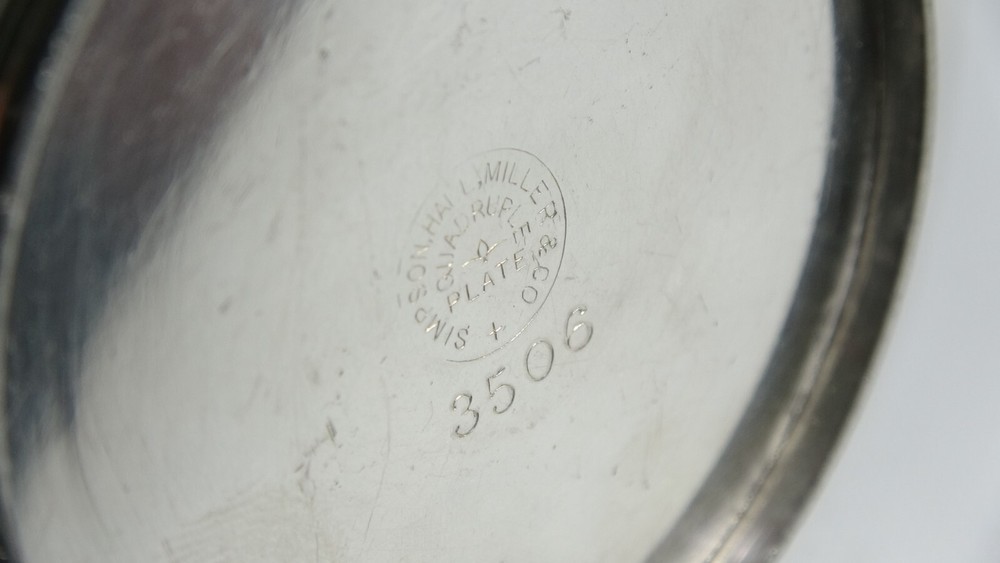 SIMPSON, HALL, MILLER & CO
QUADRUPLE
PLATE
3506